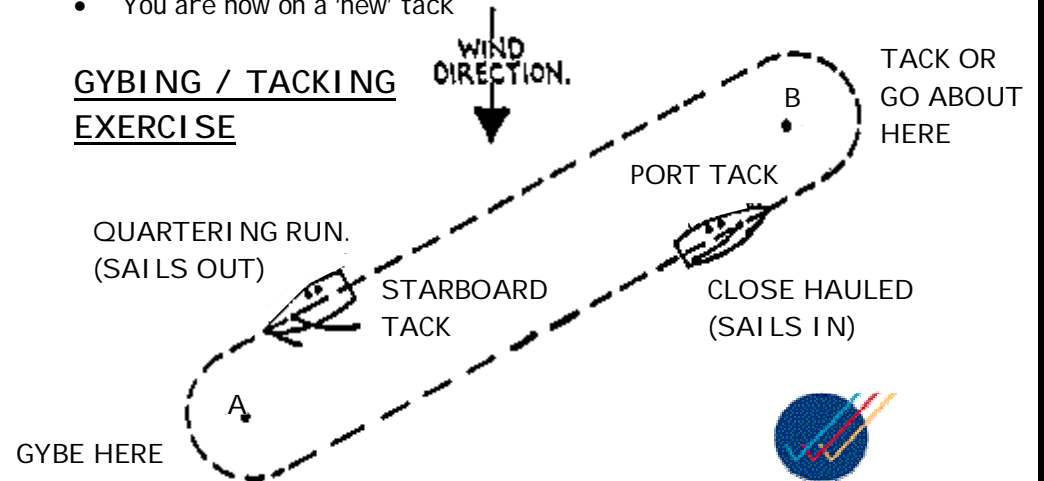 • You are now on a 'new' tack
GYBING / TACKING
EXERCISE
WIND
DIRECTION.
TACK OR
GO ABOUT
HERE
B
PORT TACK
QUARTERING RUN.
(SAILS OUT)
STARBOARD
TACK
CLOSE HAULED
(SAILS IN)
A
GYBE HERE